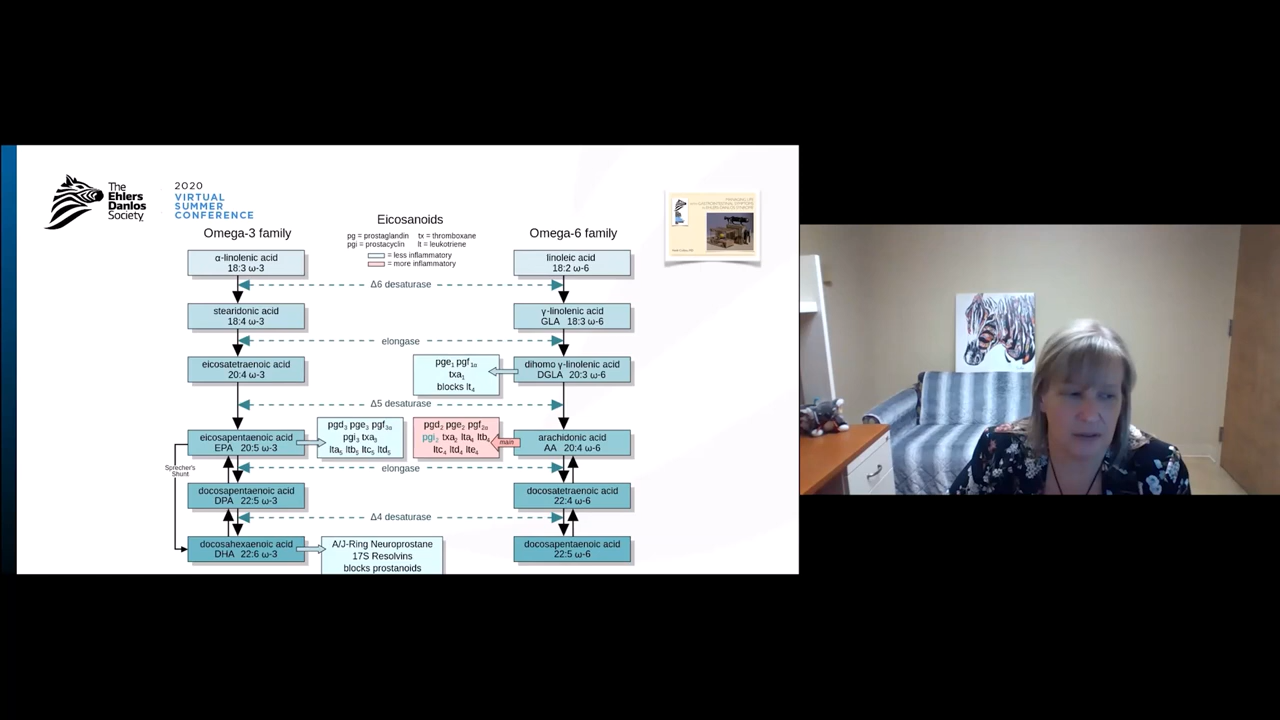 The
Ehlers
Danlos
Society.
2020
VIRTUAL
SUMMER
CONFERENCE
Eicosanoids
pg = prostaglandin tx = thromboxane
pgi = prostacyclin lt = leukotriene
= less inflammatory
= more inflammatory
Omega-3 family
Omega-6 family
α-linolenic acid
18:3 ω-3
linoleic acid
18:2 ω-6
Δ6 desaturase
stearidonic acid
18:4 ω-3
γ-linolenic acid
GLA 18:3 ω-6
elongase
eicosatetraenoic acid
20:4 ω-3
pge₁ pgf₁α
txa₁
blocks lt₄
dihomo γ-linolenic acid
DGLA 20:3 ω-6
Δ5 desaturase
eicosapentaenoic acid
EPA 20:5 ω-3
pgd₃ pge₃ pgf₃α
pgi₃ txa₃
lta₅ ltb₅ ltc₅ ltd₅
pgd₂ pge₂ pgf₂α
pgi₂ txa₂ lta₄ ltb₄
ltc₄ ltd₄ lte₄
main
arachidonic acid
AA 20:4 ω-6
Sprecher's
Shunt
elongase
docosapentaenoic acid
DPA 22:5 ω-3
docosatetraenoic acid
22:4 ω-6
Δ4 desaturase
docosahexaenoic acid
DHA 22:6 ω-3
A/J-Ring Neuroprostane
17S Resolvins
blocks prostanoids
docosapentaenoic acid
22:5 ω-6